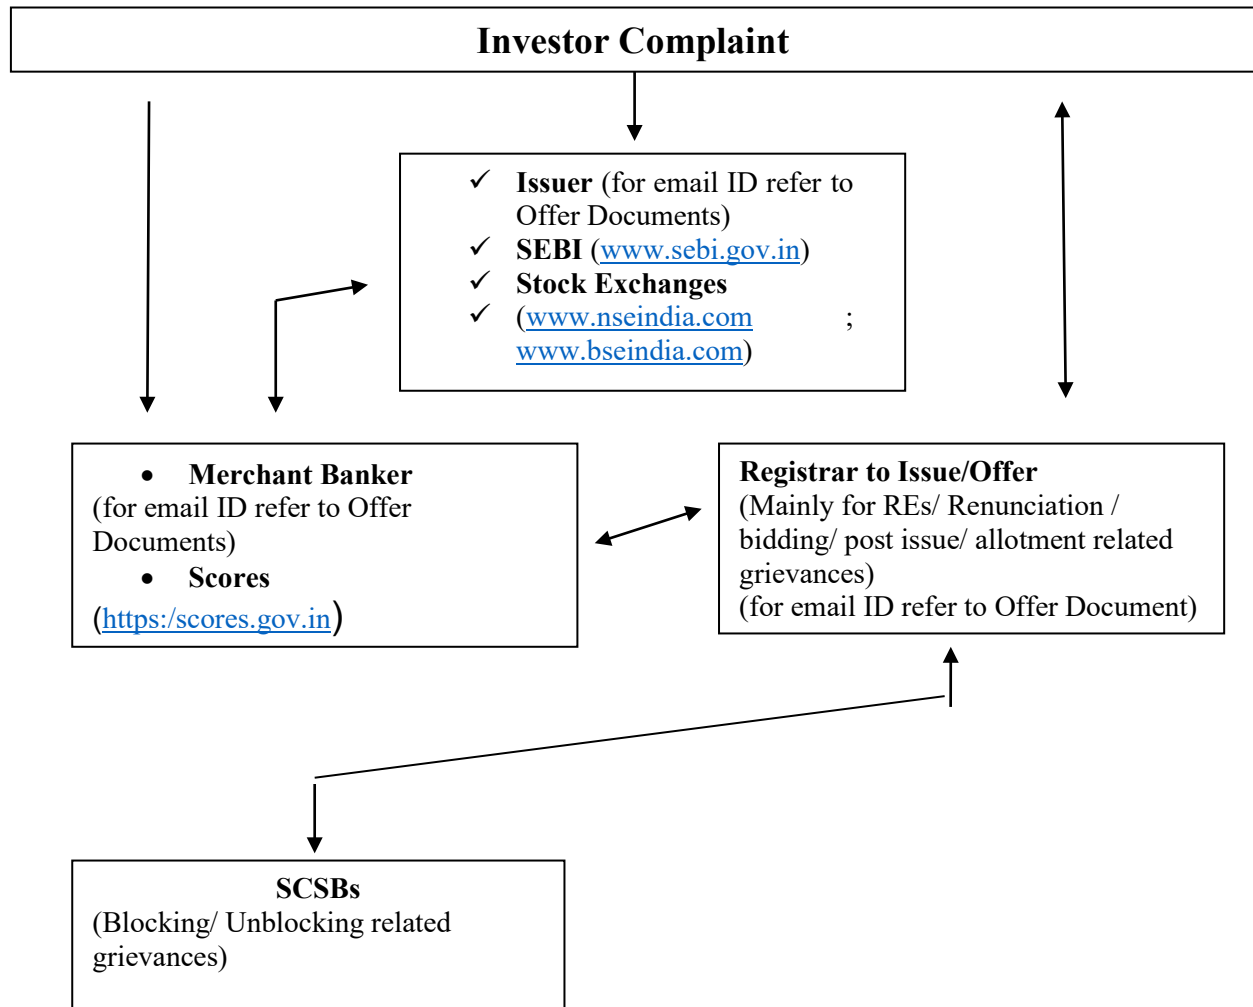 Investor Complaint
✓ Issuer (for email ID refer to
Offer Documents)
✓ SEBI (www.sebi.gov.in)
✓ Stock Exchanges
✓ (www.nseindia.com ;
www.bseindia.com)
• Merchant Banker
(for email ID refer to Offer
Documents)
• Scores
(https:/scores.gov.in)
Registrar to Issue/Offer
(Mainly for REs/ Renunciation /
bidding/ post issue/ allotment related
grievances)
(for email ID refer to Offer Document)
SCSBs
(Blocking/ Unblocking related
grievances)